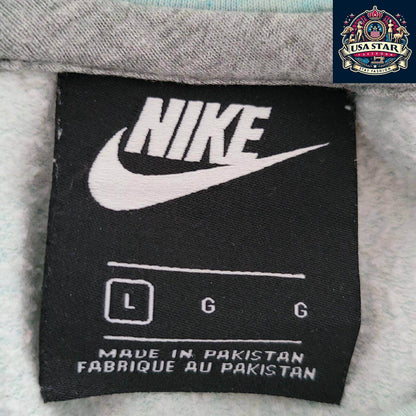 USA STAR
NIKE
L G G
MADE IN PAKISTAN
FABRIQUE AU PAKISTAN